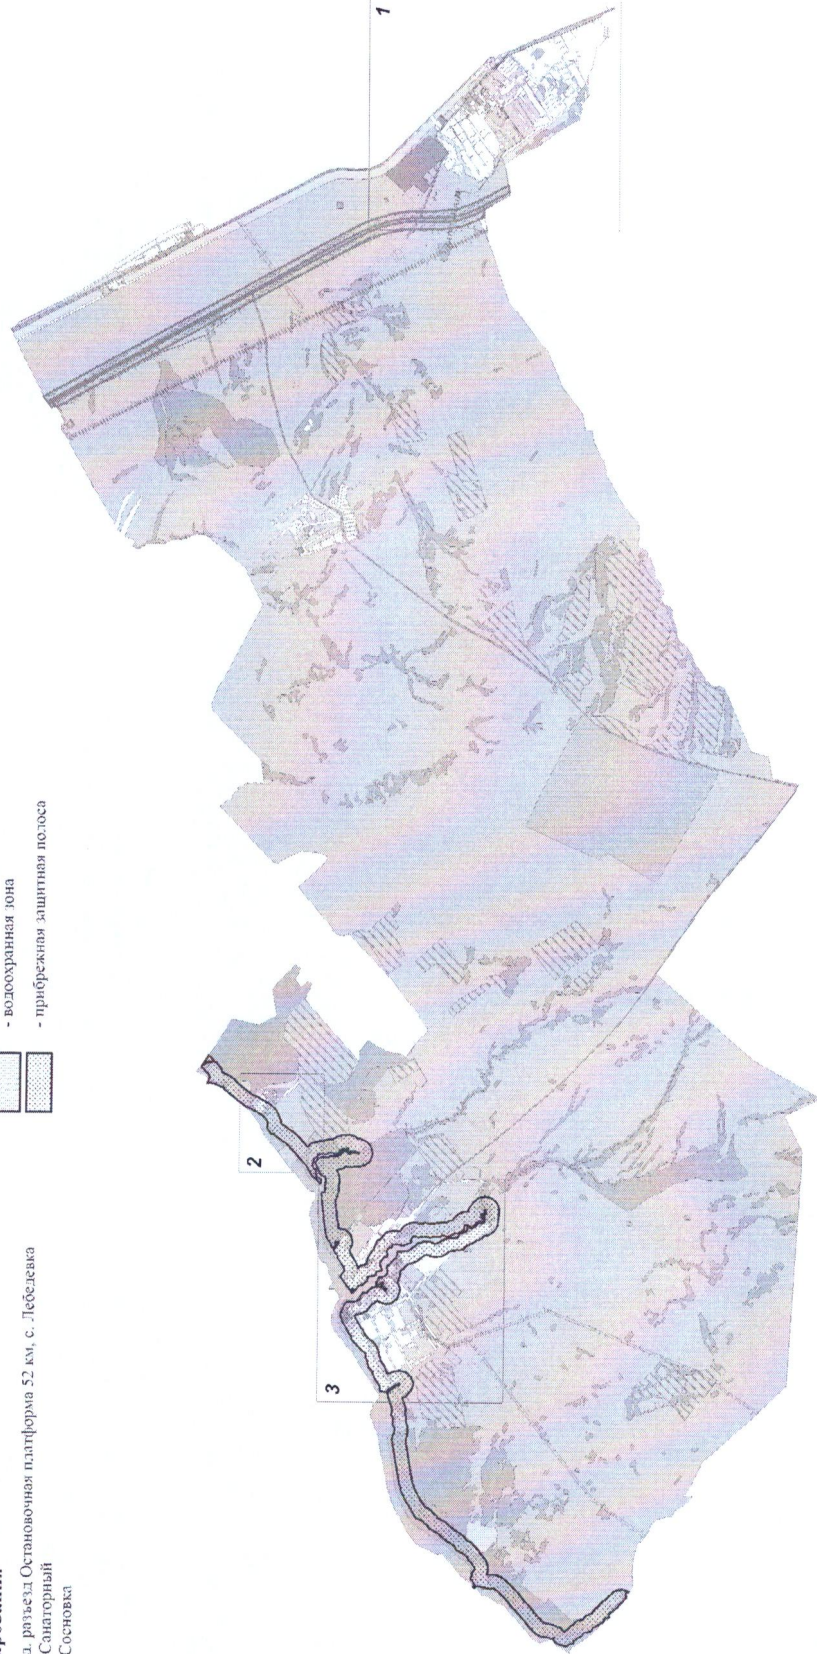 п. разъезд Остановочная платформа 52 км, с. Лебедевка
Санаторный
Сосновка
- водоохранная зона
- прибрежная защитная полоса
1
2
3